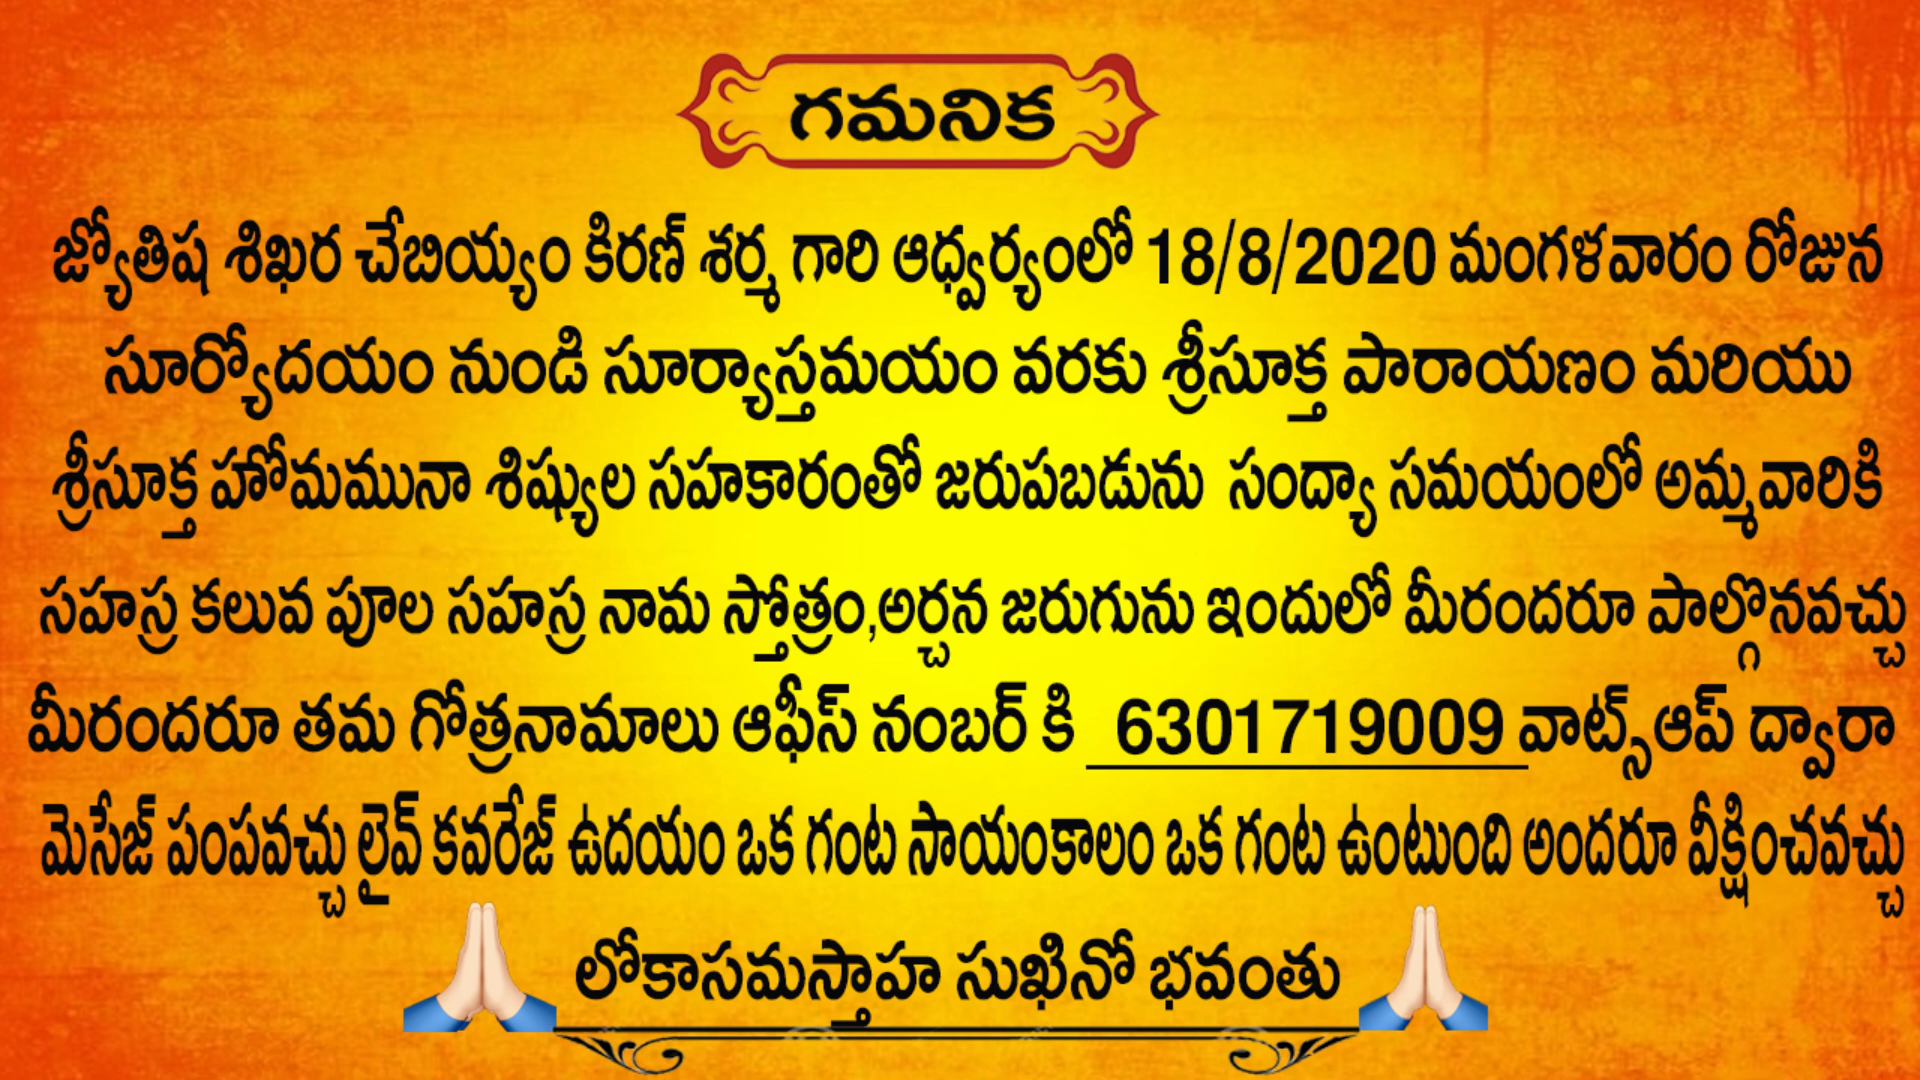 గమనిక
జ్యోతిష శిఖర చేబియ్యం కిరణ్ శర్మ గారి ఆధ్వర్యంలో 18/8/2020 మంగళవారం రోజున
సూర్యోదయం నుండి సూర్యాస్తమయం వరకు శ్రీసూక్త పారాయణం మరియు
శ్రీసూక్త హోమమునా శిష్యుల సహకారంతో జరుపబడును సంద్యా సమయంలో అమ్మవారికి
సహస్ర కలువ పూల సహస్ర నామ స్తోత్రం,అర్చన జరుగును ఇందులో మీరందరూ పాల్గొనవచ్చు
మీరందరూ తమ గోత్రనామాలు ఆఫీస్ నంబర్ కి 6301719009 వాట్స్ఆప్ ద్వారా
మెసేజ్ పంపవచ్చు లైవ్ కవరేజ్ ఉదయం ఒక గంట సాయంకాలం ఒక గంట ఉంటుంది అందరూ వీక్షించవచ్చు
లోకాసమస్తాహ సుఖినో భవంతు